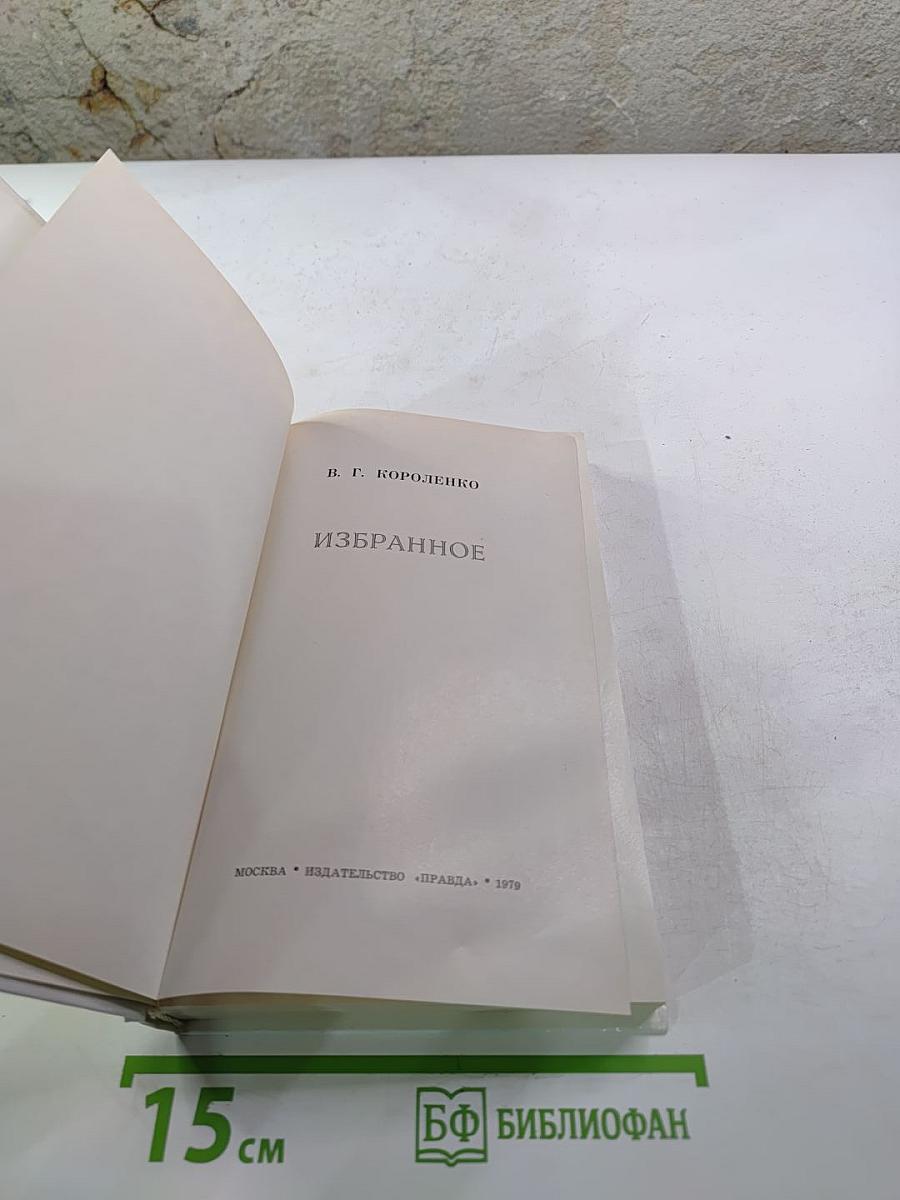 В. Г. КОРОЛЕНКО
ИЗБРАННОЕ
МОСКВА • ИЗДАТЕЛЬСТВО «ПРАВДА» • 1979
15 см
БФ БИБЛИОФАН